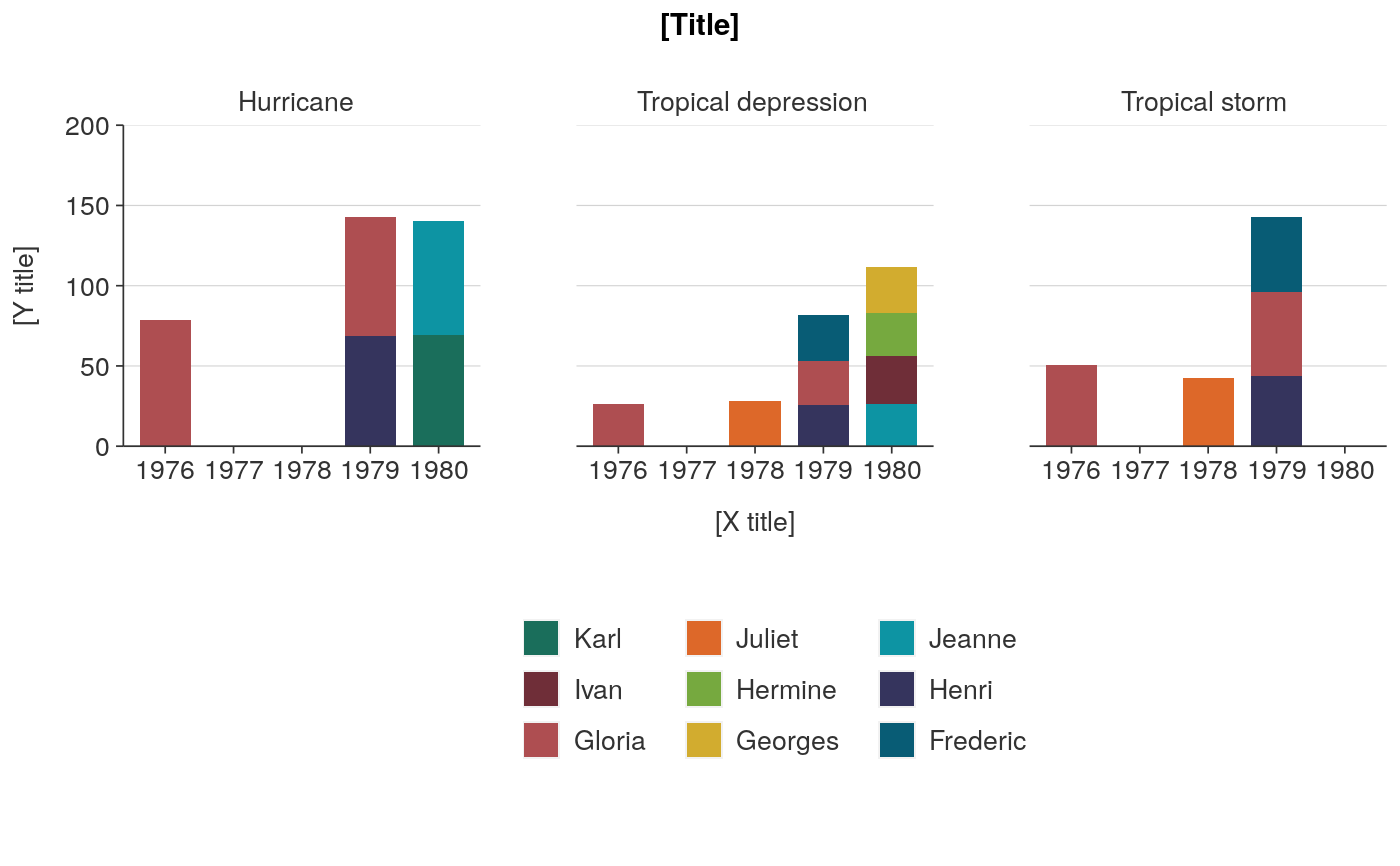 [Title]
Hurricane
Tropical depression
Tropical storm
200
150
100
50
0
[Y title]
1976 1977 1978 1979 1980
1976 1977 1978 1979 1980
1976 1977 1978 1979 1980
[X title]
Karl Juliet Jeanne
Ivan Hermine Henri
Gloria Georges Frederic